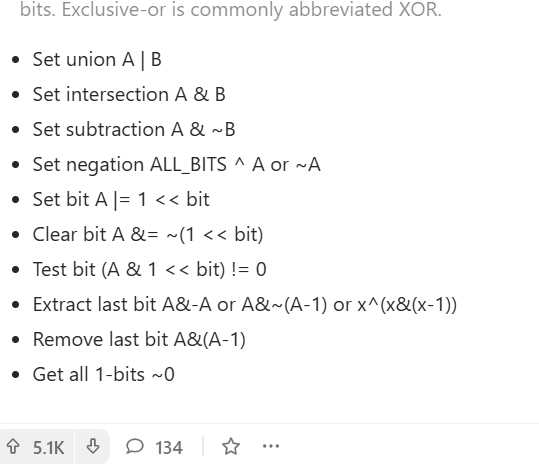 bits. Exclusive-or is commonly abbreviated XOR.
Set union A | B
Set intersection A & B
Set subtraction A & ~B
Set negation ALL_BITS ^ A or ~A
Set bit A |= 1 << bit
Clear bit A &= ~(1 << bit)
Test bit (A & 1 << bit) != 0
Extract last bit A&-A or A&~(A-1) or x^(x&(x-1))
Remove last bit A&(A-1)
Get all 1-bits ~0
5.1K 134